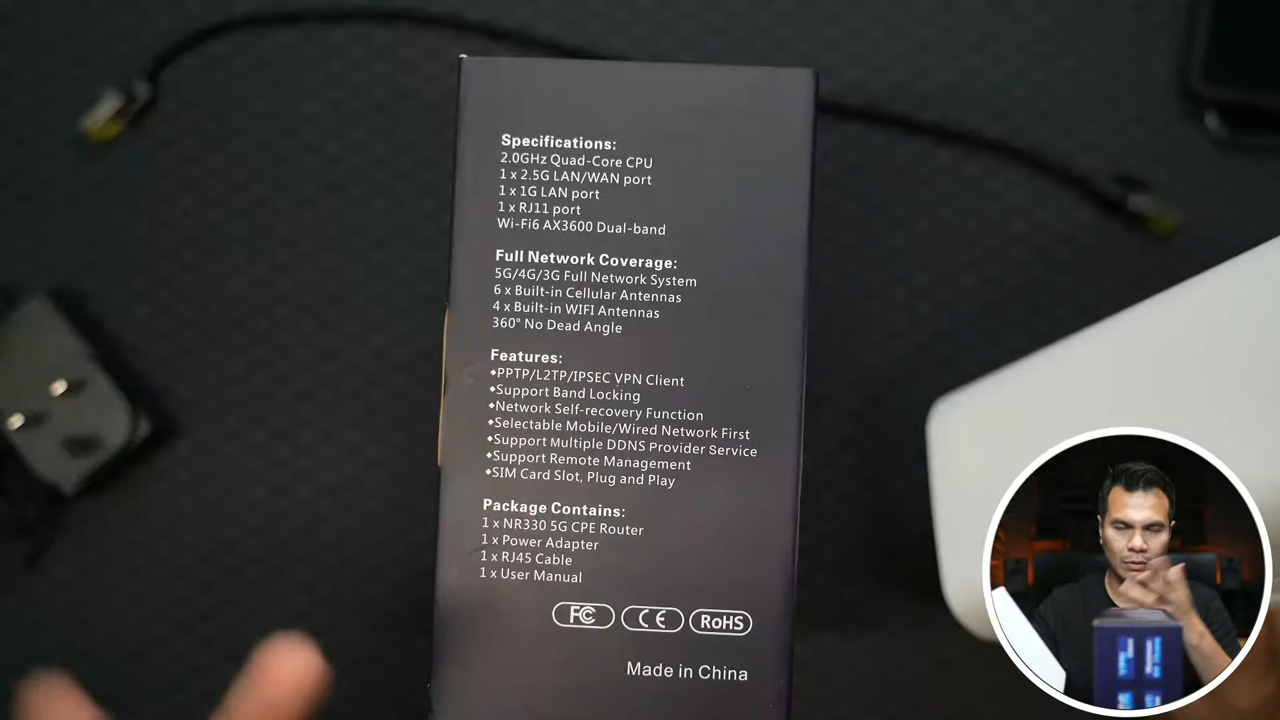 Specifications:
2.0GHz Quad-Core CPU
1 x 2.5G LAN/WAN port
1 x 1G LAN port
1 x RJ11 port
Wi-Fi6 AX3600 Dual-band
Full Network Coverage:
5G/4G/3G Full Network System
6 x Built-in Cellular Antennas
4 x Built-in WIFI Antennas
360° No Dead Angle
Features:
◆PPTP/L2TP/IPSEC VPN Client
◆Support Band Locking
◆Network Self-recovery Function
◆Selectable Mobile/Wired Network First
◆Support Multiple DDNS Provider Service
◆Support Remote Management
◆SIM Card Slot, Plug and Play
Package Contains:
1 x NR330 5G CPE Router
1 x Power Adapter
1 x RJ45 Cable
1 x User Manual
FC CE RoHS
Made in China